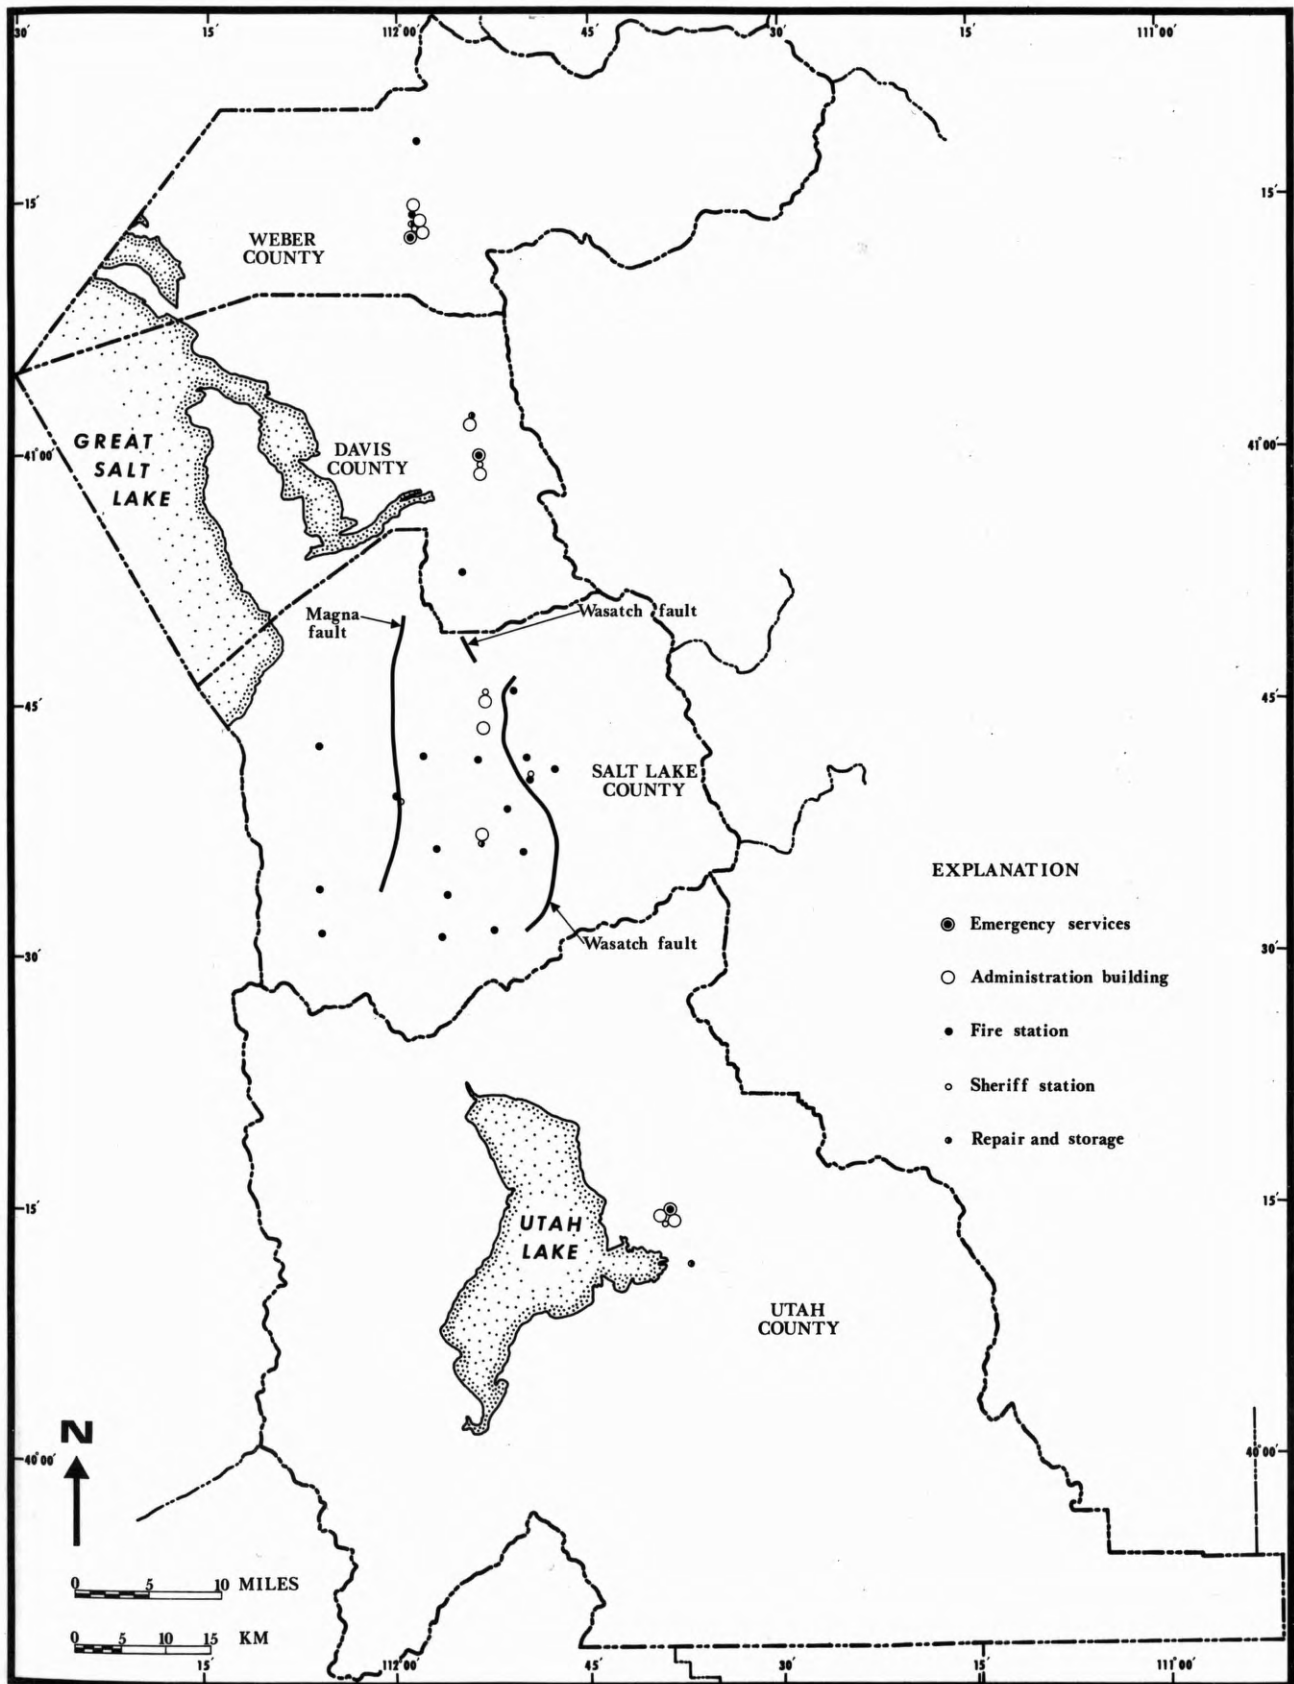 30' 15' 112°00' 45' 30' 15' 111°00'
15' 15'
WEBER
COUNTY
GREAT
SALT
LAKE
41°00' 41°00'
DAVIS
COUNTY
Magna
fault
Wasatch fault
45' 45'
SALT LAKE
COUNTY
Wasatch fault
30' 30'
EXPLANATION
Emergency services
Administration building
Fire station
Sheriff station
Repair and storage
15' 15'
UTAH
LAKE
UTAH
COUNTY
N
40°00' 40°00'
0 5 10 MILES
0 5 10 15 KM
15' 112°00' 45' 30' 15' 111°00'